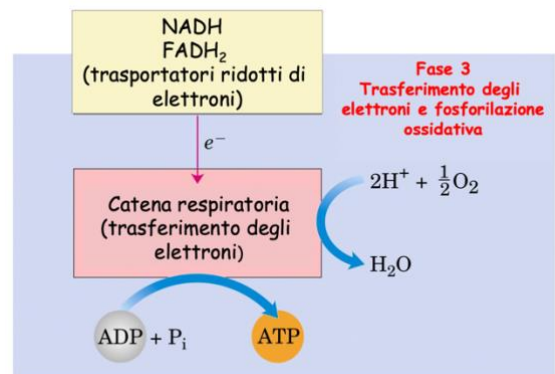 NADH
FADH₂
(trasportatori ridotti di
elettroni)
Fase 3
Trasferimento degli
elettroni e fosforilazione
ossidativa
e⁻
Catena respiratoria
(trasferimento degli
elettroni)
2H⁺ + ½O₂
H₂O
ADP + Pᵢ
ATP